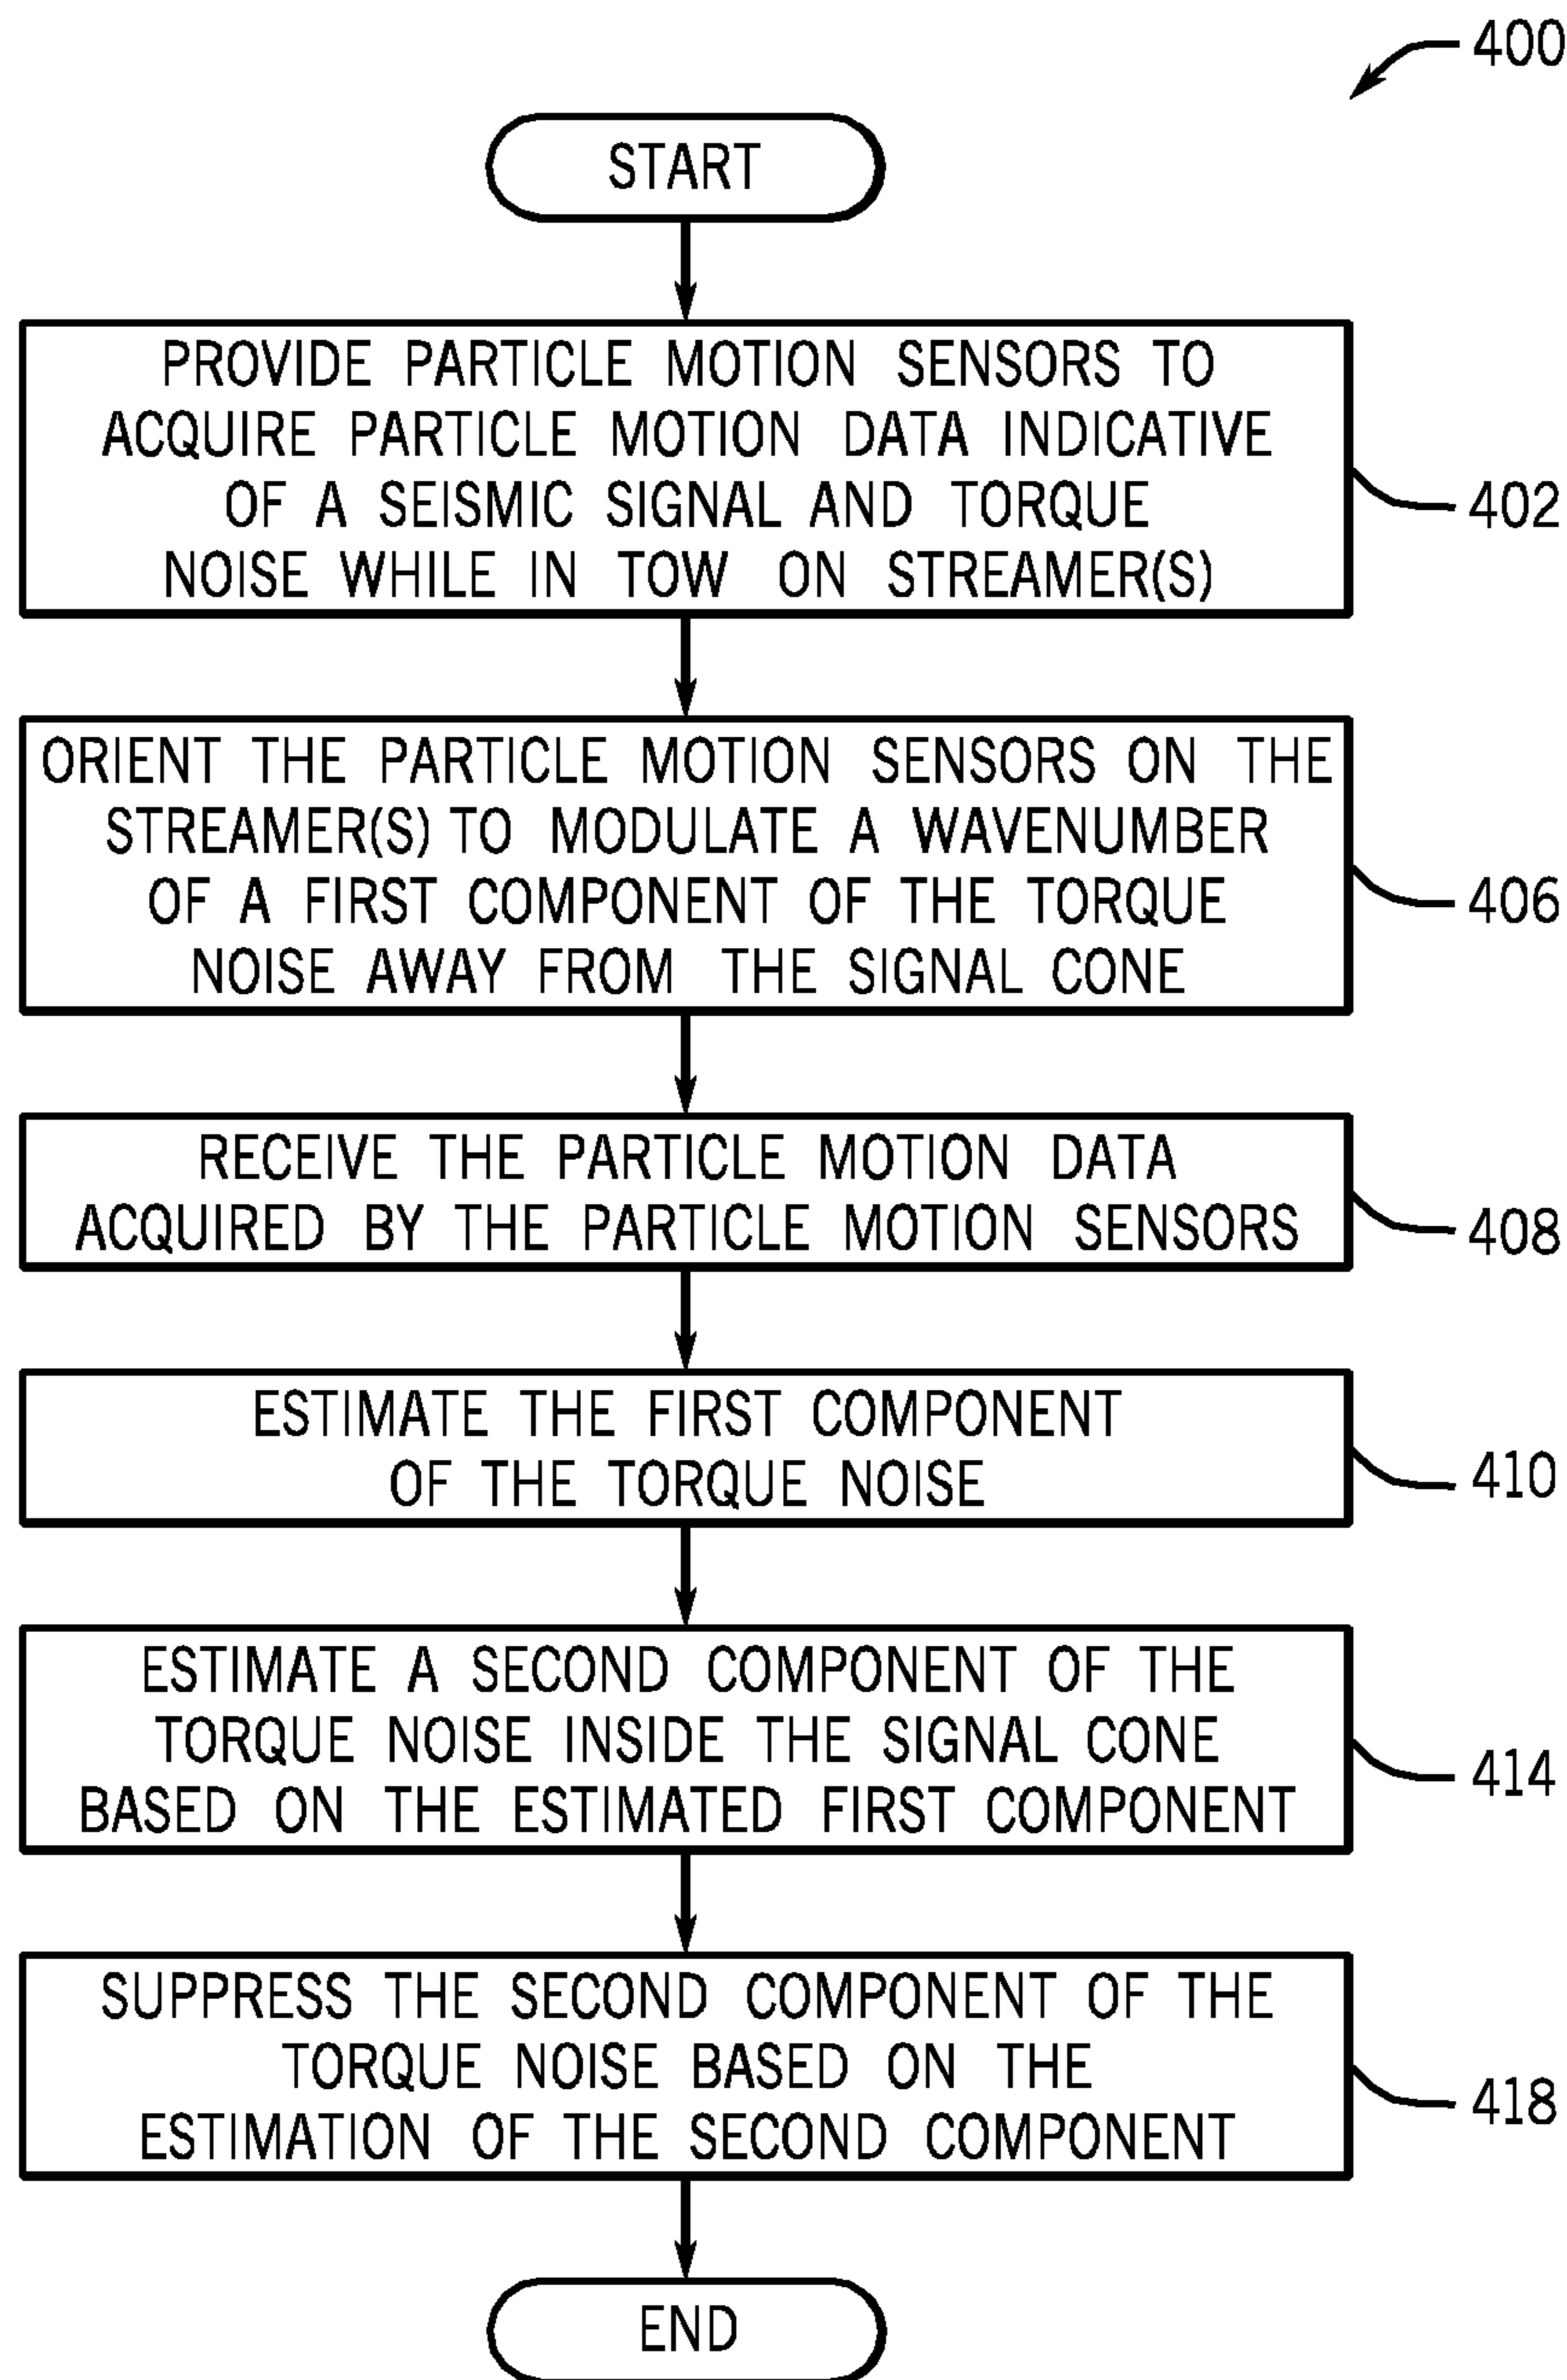 400
START
PROVIDE PARTICLE MOTION SENSORS TO
ACQUIRE PARTICLE MOTION DATA INDICATIVE
OF A SEISMIC SIGNAL AND TORQUE
NOISE WHILE IN TOW ON STREAMER(S)
402
ORIENT THE PARTICLE MOTION SENSORS ON THE
STREAMER(S) TO MODULATE A WAVENUMBER
OF A FIRST COMPONENT OF THE TORQUE
NOISE AWAY FROM THE SIGNAL CONE
406
RECEIVE THE PARTICLE MOTION DATA
ACQUIRED BY THE PARTICLE MOTION SENSORS
408
ESTIMATE THE FIRST COMPONENT
OF THE TORQUE NOISE
410
ESTIMATE A SECOND COMPONENT OF THE
TORQUE NOISE INSIDE THE SIGNAL CONE
BASED ON THE ESTIMATED FIRST COMPONENT
414
SUPPRESS THE SECOND COMPONENT OF THE
TORQUE NOISE BASED ON THE
ESTIMATION OF THE SECOND COMPONENT
418
END